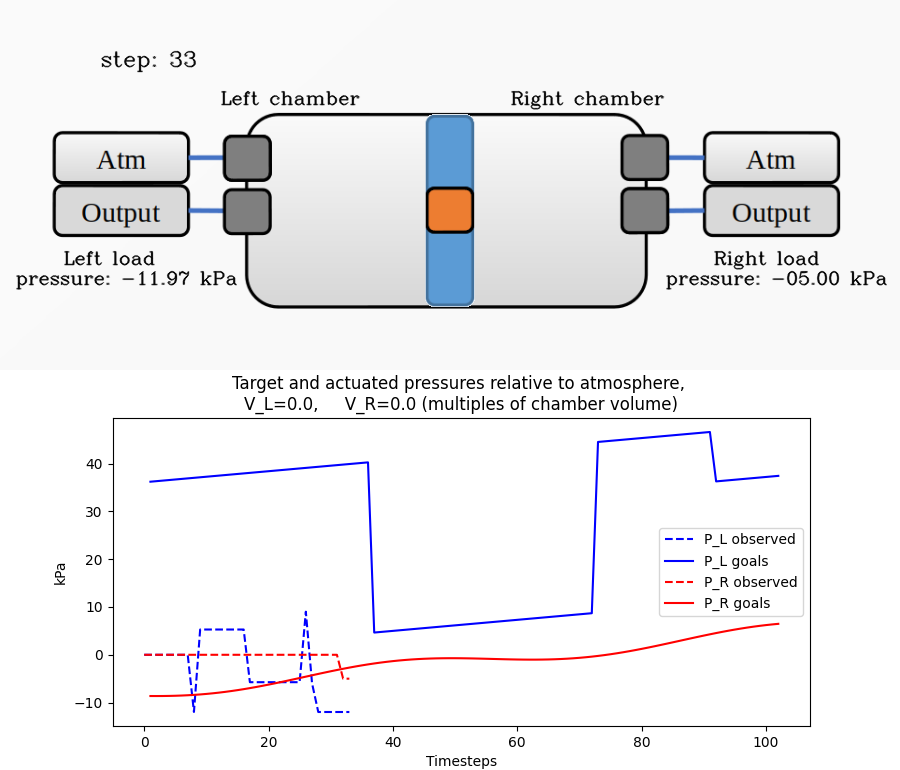 step: 33
Left chamber
Right chamber
Atm
Atm
Output
Output
Left load
pressure: −11.97 kPa
Right load
pressure: −05.00 kPa
Target and actuated pressures relative to atmosphere,
V_L=0.0, V_R=0.0 (multiples of chamber volume)
kPa
40
30
20
10
0
−10
P_L observed
P_L goals
P_R observed
P_R goals
0 20 40 60 80 100
Timesteps